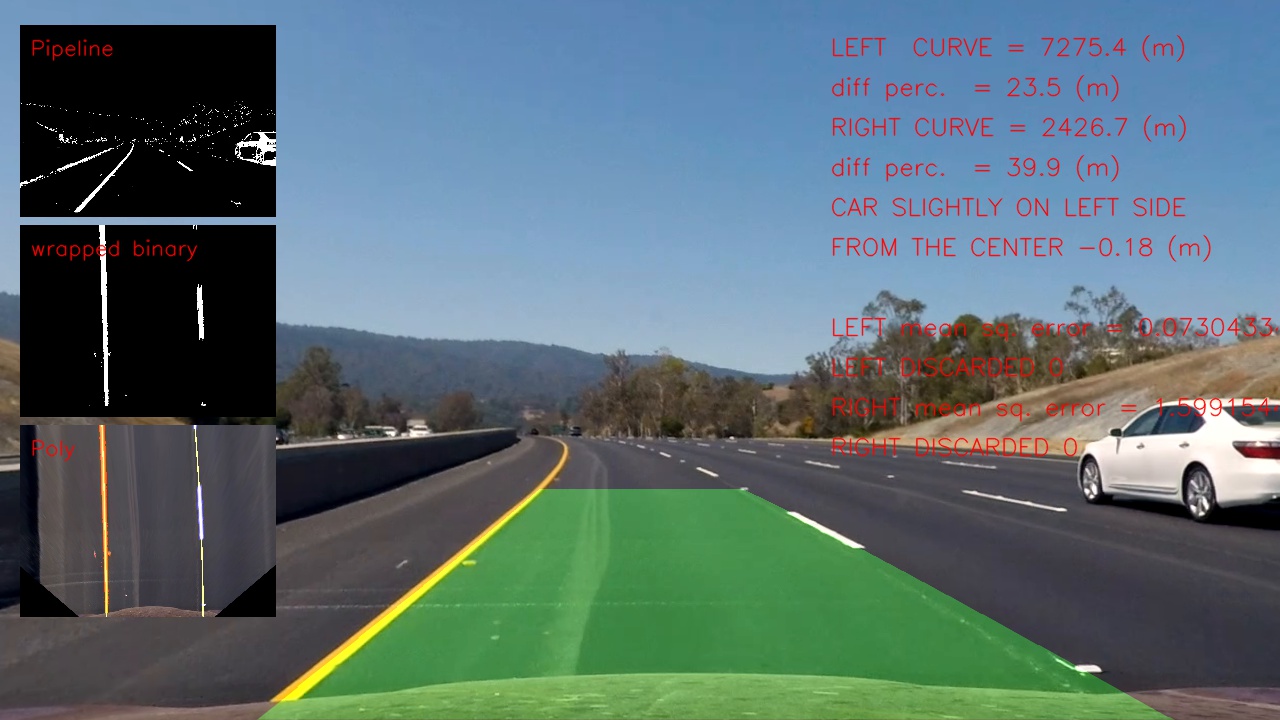 Pipeline
wrapped binary
Poly
LEFT CURVE = 7275.4 (m)
diff perc. = 23.5 (m)
RIGHT CURVE = 2426.7 (m)
diff perc. = 39.9 (m)
CAR SLIGHTLY ON LEFT SIDE
FROM THE CENTER -0.18 (m)
LEFT mean sq. error = 0.0730433
LEFT DISCARDED 0
RIGHT mean sq. error = 1.599154
RIGHT DISCARDED 0